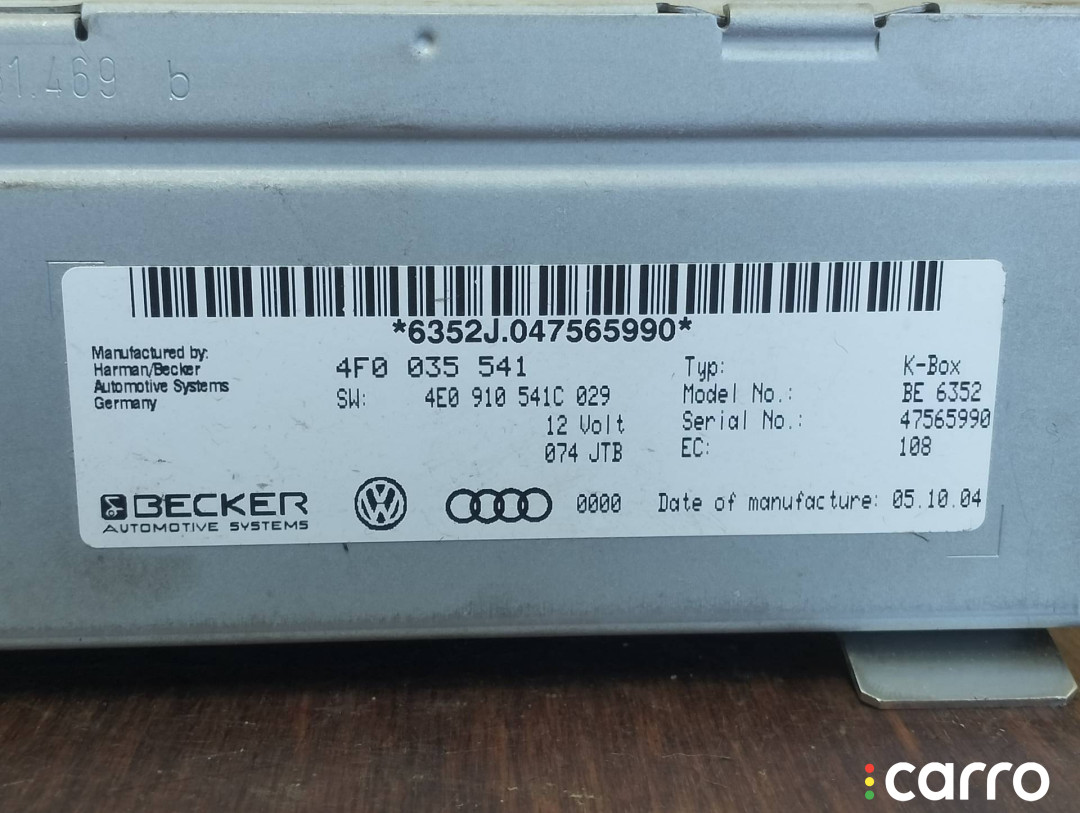 1.469 b
*6352J.047565990*
Manufactured by:
Harman/Becker
Automotive Systems
Germany
4F0 035 541
SW: 4E0 910 541C 029
12 Volt
074 JTB
Typ: K-Box
Model No.: BE 6352
Serial No.: 47565990
EC: 108
BECKER
AUTOMOTIVE SYSTEMS
0000
Date of manufacture: 05.10.04
carro